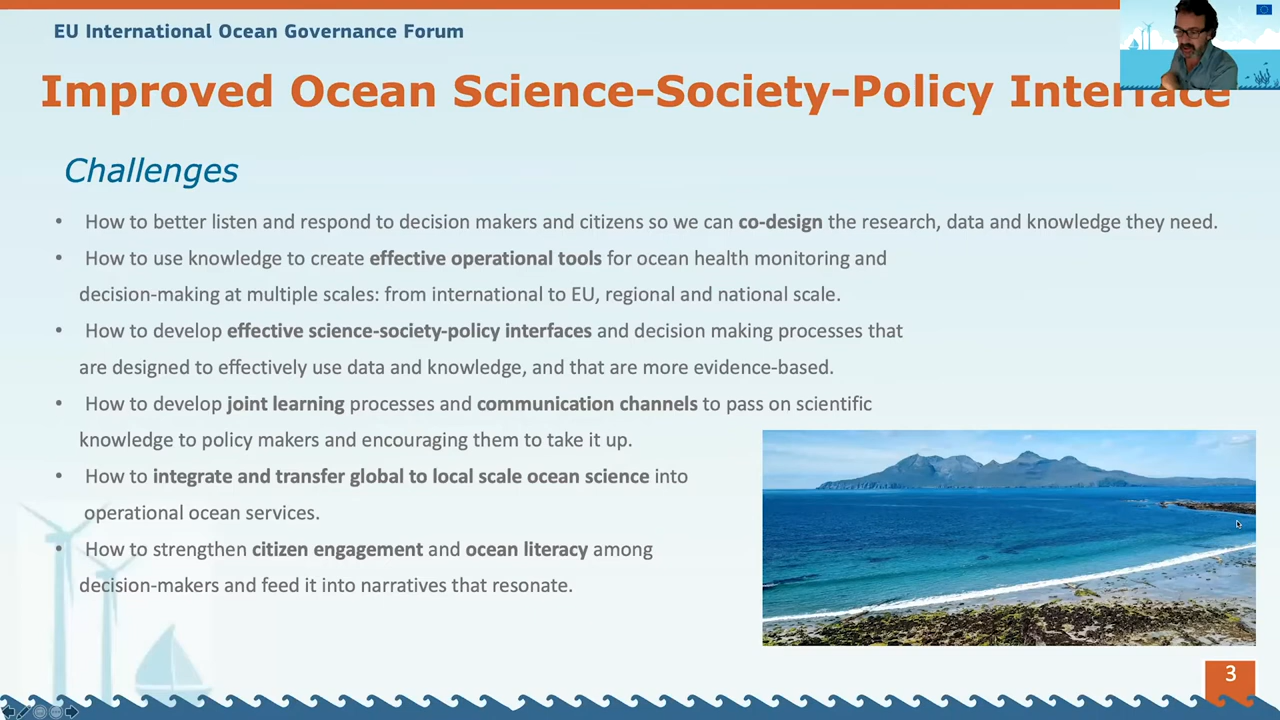 EU International Ocean Governance Forum
Improved Ocean Science-Society-Policy Interface
Challenges
• How to better listen and respond to decision makers and citizens so we can co-design the research, data and knowledge they need.
• How to use knowledge to create effective operational tools for ocean health monitoring and
decision-making at multiple scales: from international to EU, regional and national scale.
• How to develop effective science-society-policy interfaces and decision making processes that
are designed to effectively use data and knowledge, and that are more evidence-based.
• How to develop joint learning processes and communication channels to pass on scientific
knowledge to policy makers and encouraging them to take it up.
• How to integrate and transfer global to local scale ocean science into
operational ocean services.
• How to strengthen citizen engagement and ocean literacy among
decision-makers and feed it into narratives that resonate.
3